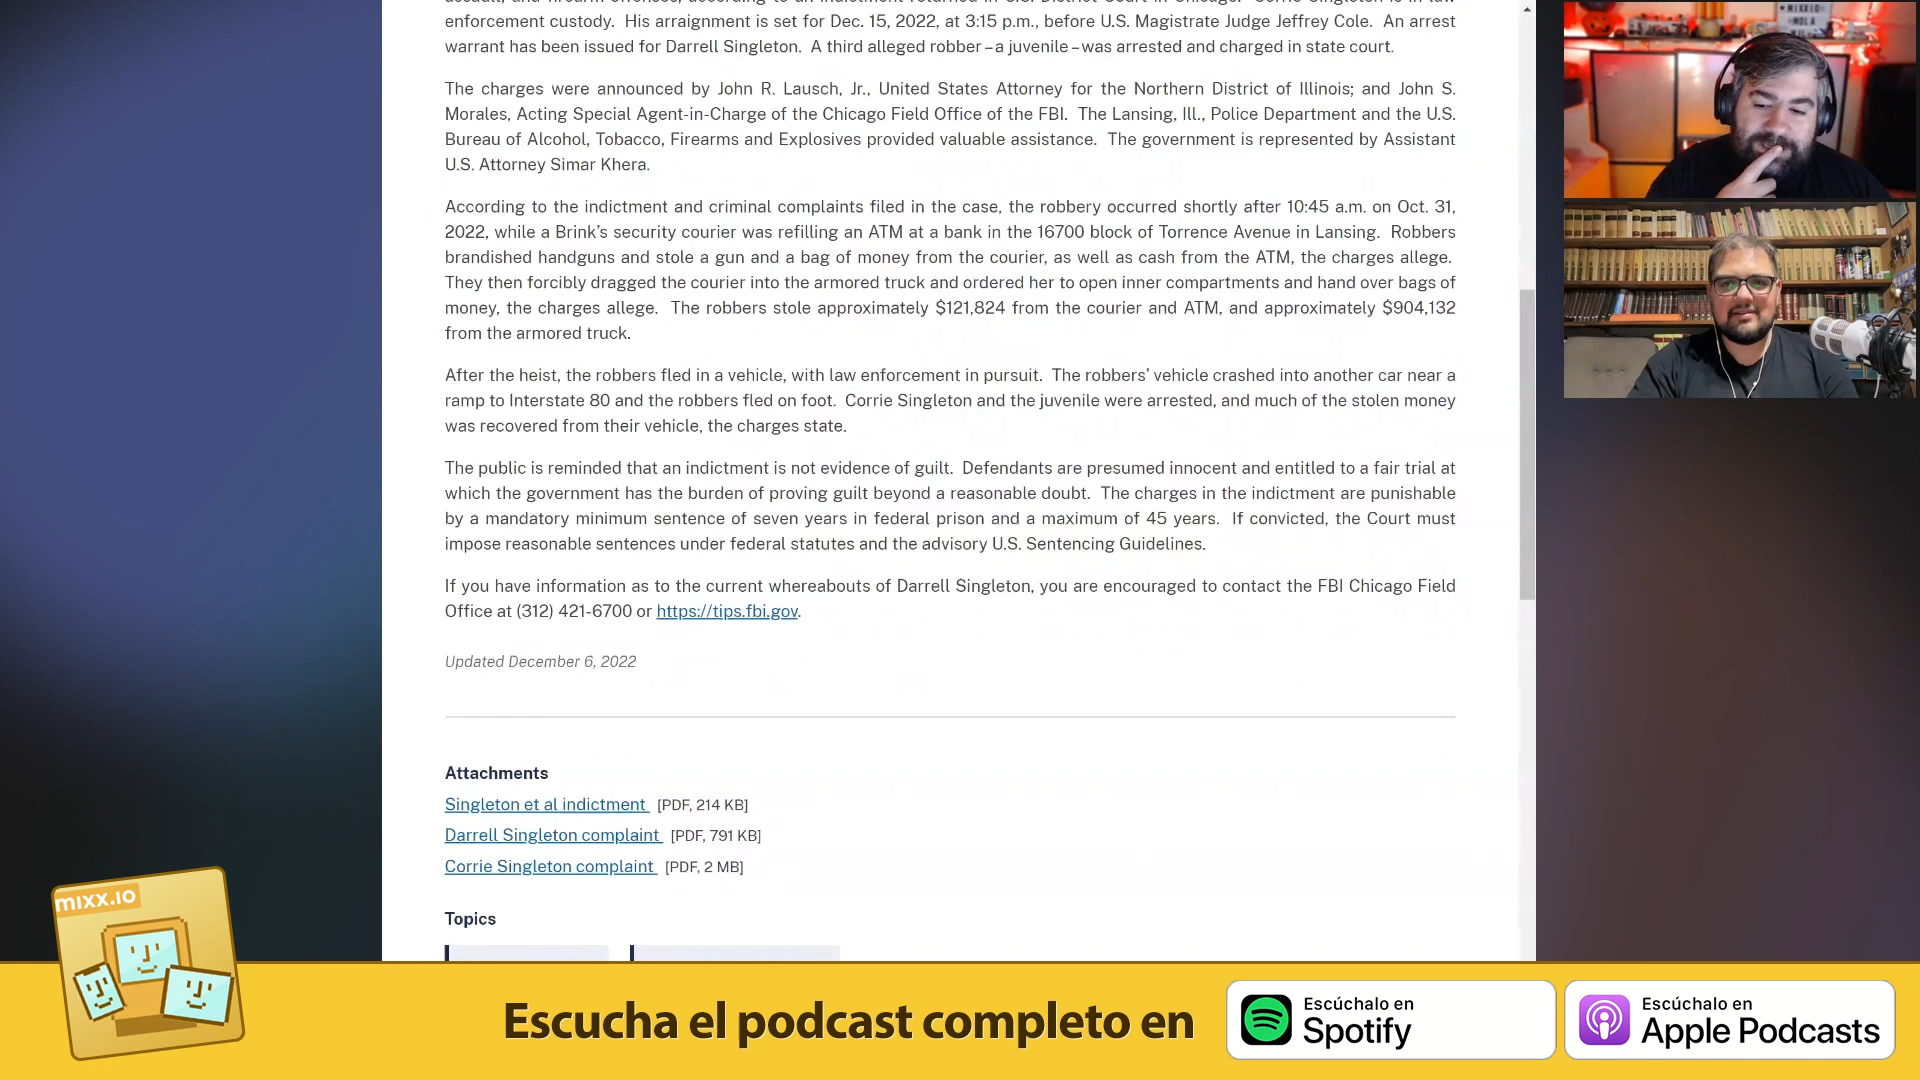 enforcement custody. His arraignment is set for Dec. 15, 2022, at 3:15 p.m., before U.S. Magistrate Judge Jeffrey Cole. An arrest
warrant has been issued for Darrell Singleton. A third alleged robber – a juvenile – was arrested and charged in state court.
The charges were announced by John R. Lausch, Jr., United States Attorney for the Northern District of Illinois; and John S.
Morales, Acting Special Agent-in-Charge of the Chicago Field Office of the FBI. The Lansing, Ill., Police Department and the U.S.
Bureau of Alcohol, Tobacco, Firearms and Explosives provided valuable assistance. The government is represented by Assistant
U.S. Attorney Simar Khera.
According to the indictment and criminal complaints filed in the case, the robbery occurred shortly after 10:45 a.m. on Oct. 31,
2022, while a Brink’s security courier was refilling an ATM at a bank in the 16700 block of Torrence Avenue in Lansing. Robbers
brandished handguns and stole a gun and a bag of money from the courier, as well as cash from the ATM, the charges allege.
They then forcibly dragged the courier into the armored truck and ordered her to open inner compartments and hand over bags of
money, the charges allege. The robbers stole approximately $121,824 from the courier and ATM, and approximately $904,132
from the armored truck.
After the heist, the robbers fled in a vehicle, with law enforcement in pursuit. The robbers’ vehicle crashed into another car near a
ramp to Interstate 80 and the robbers fled on foot. Corrie Singleton and the juvenile were arrested, and much of the stolen money
was recovered from their vehicle, the charges state.
The public is reminded that an indictment is not evidence of guilt. Defendants are presumed innocent and entitled to a fair trial at
which the government has the burden of proving guilt beyond a reasonable doubt. The charges in the indictment are punishable
by a mandatory minimum sentence of seven years in federal prison and a maximum of 45 years. If convicted, the Court must
impose reasonable sentences under federal statutes and the advisory U.S. Sentencing Guidelines.
If you have information as to the current whereabouts of Darrell Singleton, you are encouraged to contact the FBI Chicago Field
Office at (312) 421-6700 or https://tips.fbi.gov.
Updated December 6, 2022
Attachments
Singleton et al indictment [PDF, 214 KB]
Darrell Singleton complaint [PDF, 791 KB]
Corrie Singleton complaint [PDF, 2 MB]
Topics
mixx.io
Escucha el podcast completo en
Escúchalo en
Spotify
Escúchalo en
Apple Podcasts